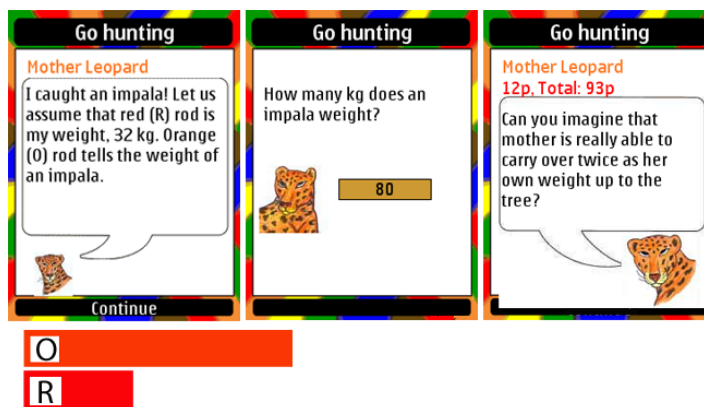 Go hunting
Mother Leopard
I caught an impala! Let us
assume that red (R) rod is
my weight, 32 kg. Orange
(O) rod tells the weight of
an impala.
Continue
Go hunting
How many kg does an
impala weight?
80
Go hunting
Mother Leopard
12p, Total: 93p
Can you imagine that
mother is really able to
carry over twice as her
own weight up to the
tree?
O
R